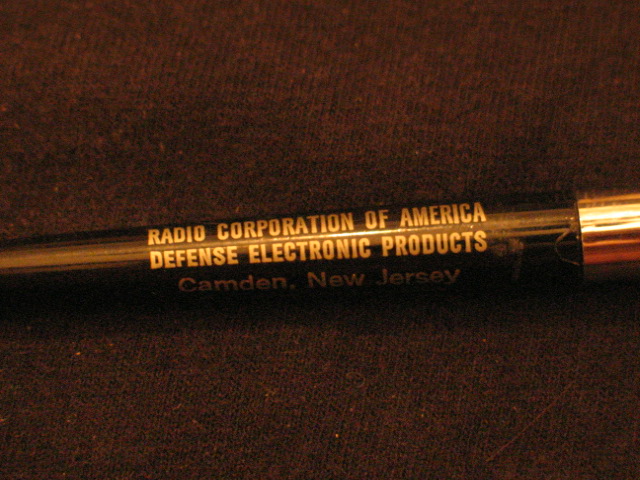 RADIO CORPORATION OF AMERICA
DEFENSE ELECTRONIC PRODUCTS
Camden, New Jersey